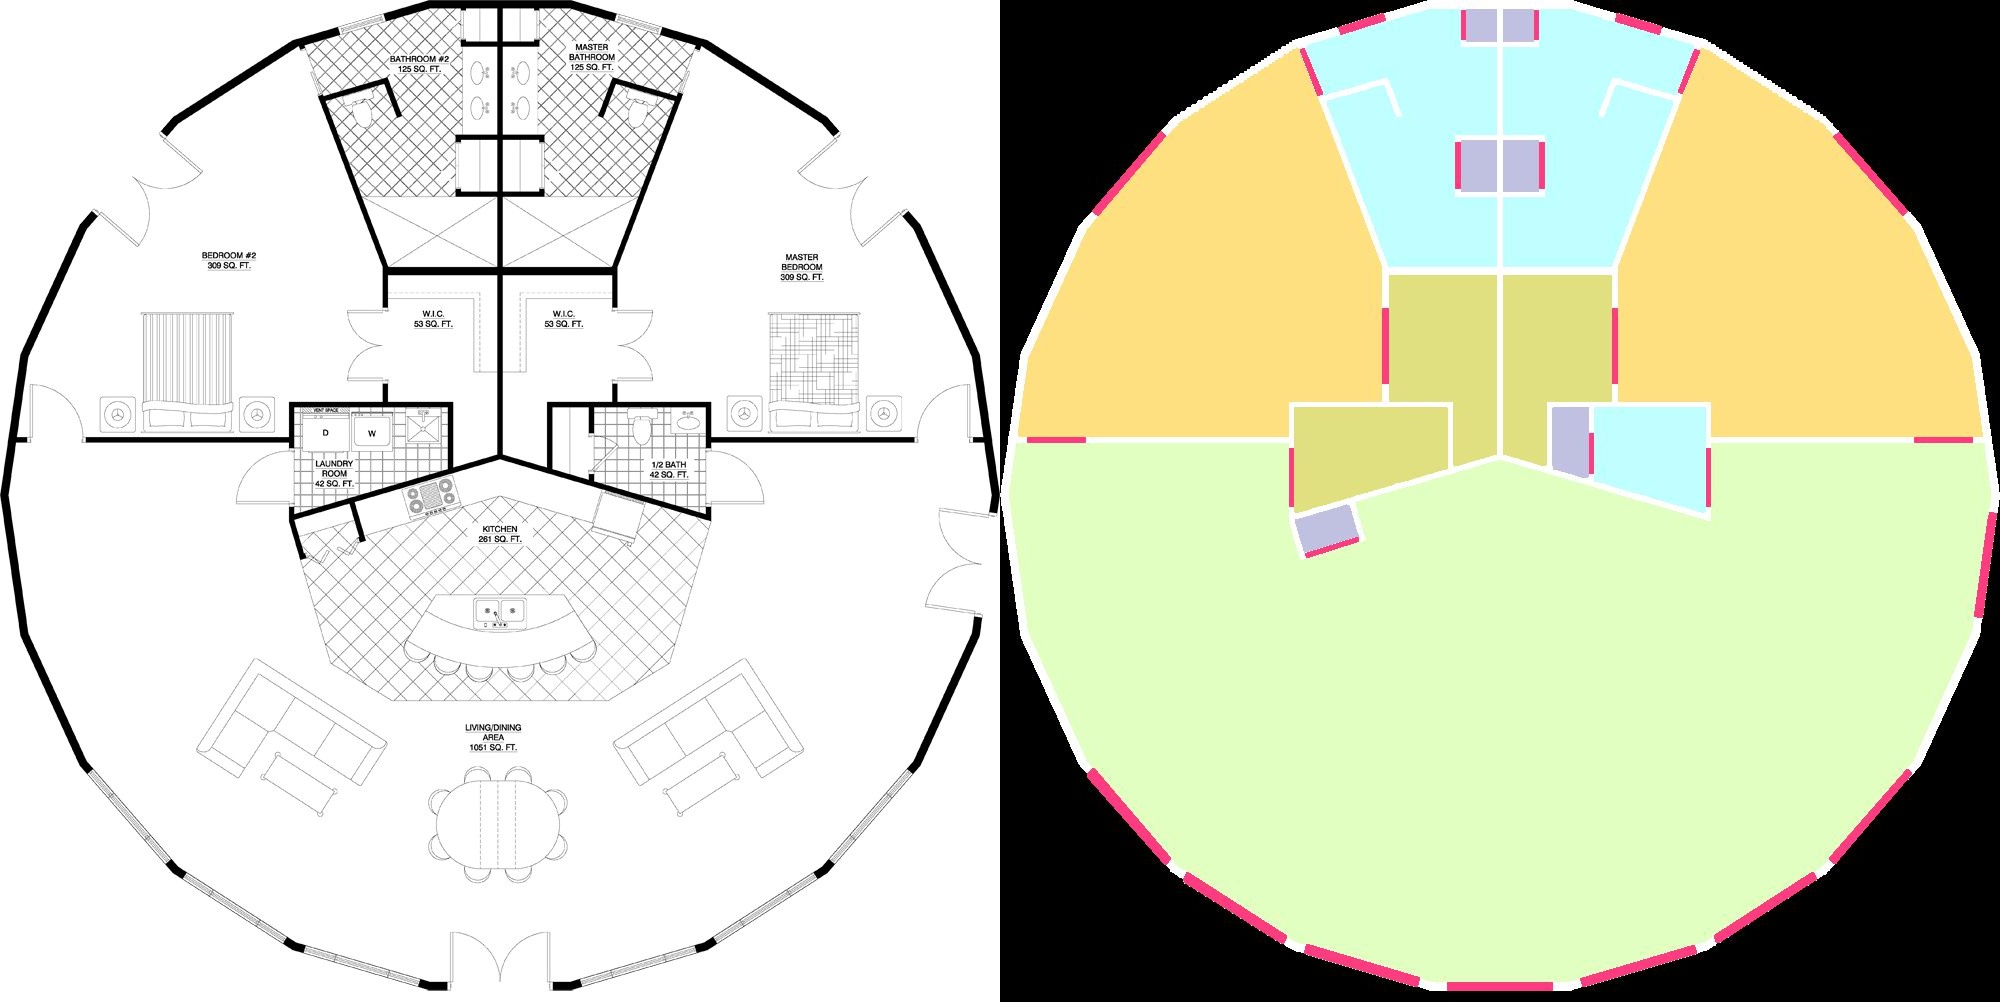 BATHROOM #2
125 SQ. FT.
MASTER
BATHROOM
125 SQ. FT.
BEDROOM #2
309 SQ. FT.
MASTER
BEDROOM
309 SQ. FT.
W.I.C.
53 SQ. FT.
W.I.C.
53 SQ. FT.
VENT SPACE
D
W
LAUNDRY
ROOM
42 SQ. FT.
1/2 BATH
42 SQ. FT.
KITCHEN
261 SQ. FT.
LIVING/DINING
AREA
1051 SQ. FT.